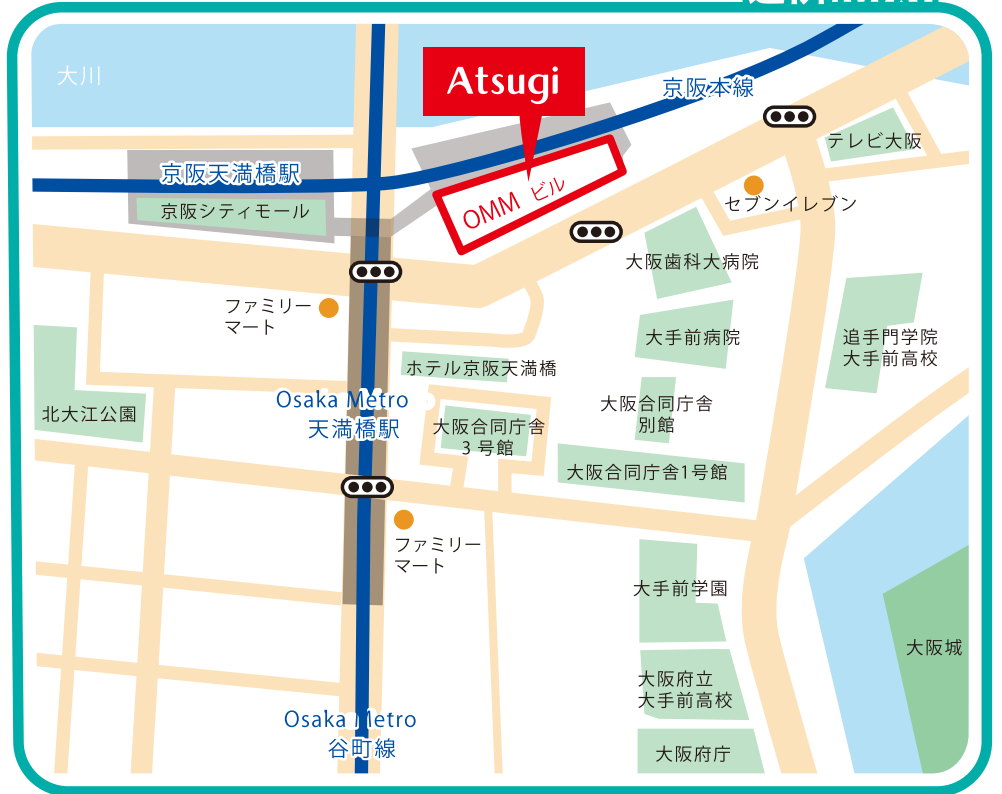 大川
Atsugi
京阪本線
テレビ大阪
京阪天満橋駅
京阪シティモール
OMM ビル
セブンイレブン
大阪歯科大病院
ファミリー
マート
大手前病院
追手門学院
大手前高校
ホテル京阪天満橋
Osaka Metro
天満橋駅
北大江公園
大阪合同庁舎
3号館
大阪合同庁舎
別館
大阪合同庁舎1号館
ファミリー
マート
大手前学園
大阪城
大阪府立
大手前高校
Osaka Metro
谷町線
大阪府庁